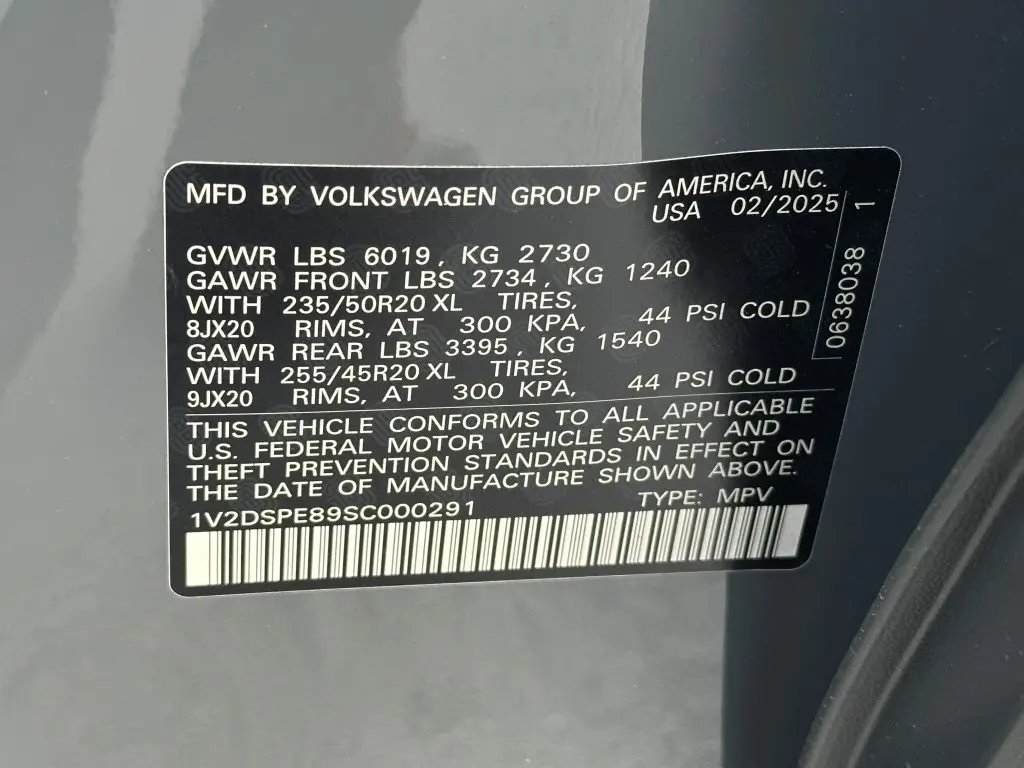 MFD BY VOLKSWAGEN GROUP OF AMERICA, INC.
USA 02/2025
GVWR LBS 6019, KG 2730
GAWR FRONT LBS 2734, KG 1240
WITH 235/50R20 XL TIRES,
8JX20 RIMS, AT 300 KPA, 44 PSI COLD
GAWR REAR LBS 3395, KG 1540
WITH 255/45R20 XL TIRES,
9JX20 RIMS, AT 300 KPA, 44 PSI COLD
THIS VEHICLE CONFORMS TO ALL APPLICABLE
U.S. FEDERAL MOTOR VEHICLE SAFETY AND
THEFT PREVENTION STANDARDS IN EFFECT ON
THE DATE OF MANUFACTURE SHOWN ABOVE.
1V2DSPE89SC000291 TYPE: MPV
0638038 1